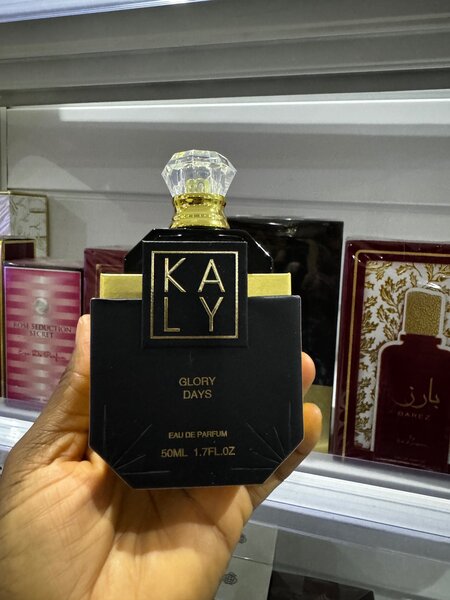 KA
LY
GLORY
DAYS
EAU DE PARFUM
50ML 1.7FL.OZ
ROSE SEDUCTION
SECRET
بارز
BAREZ